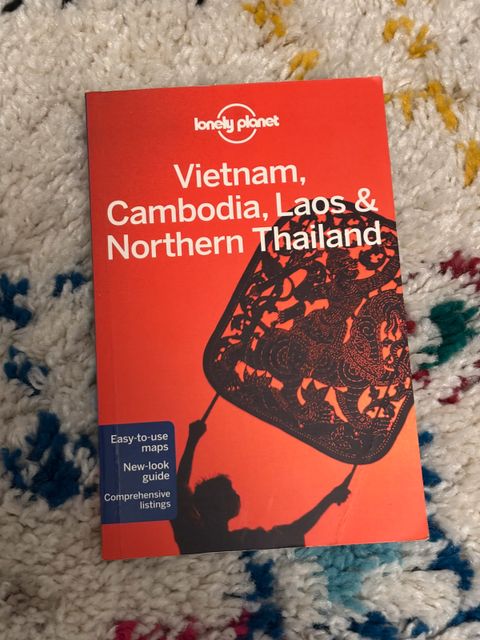 lonely planet
Vietnam,
Cambodia, Laos &
Northern Thailand
Easy-to-use
maps
New-look
guide
Comprehensive
listings